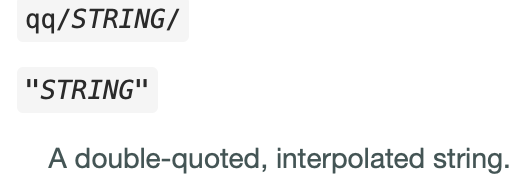 qq/STRING/
"STRING"
A double-quoted, interpolated string.